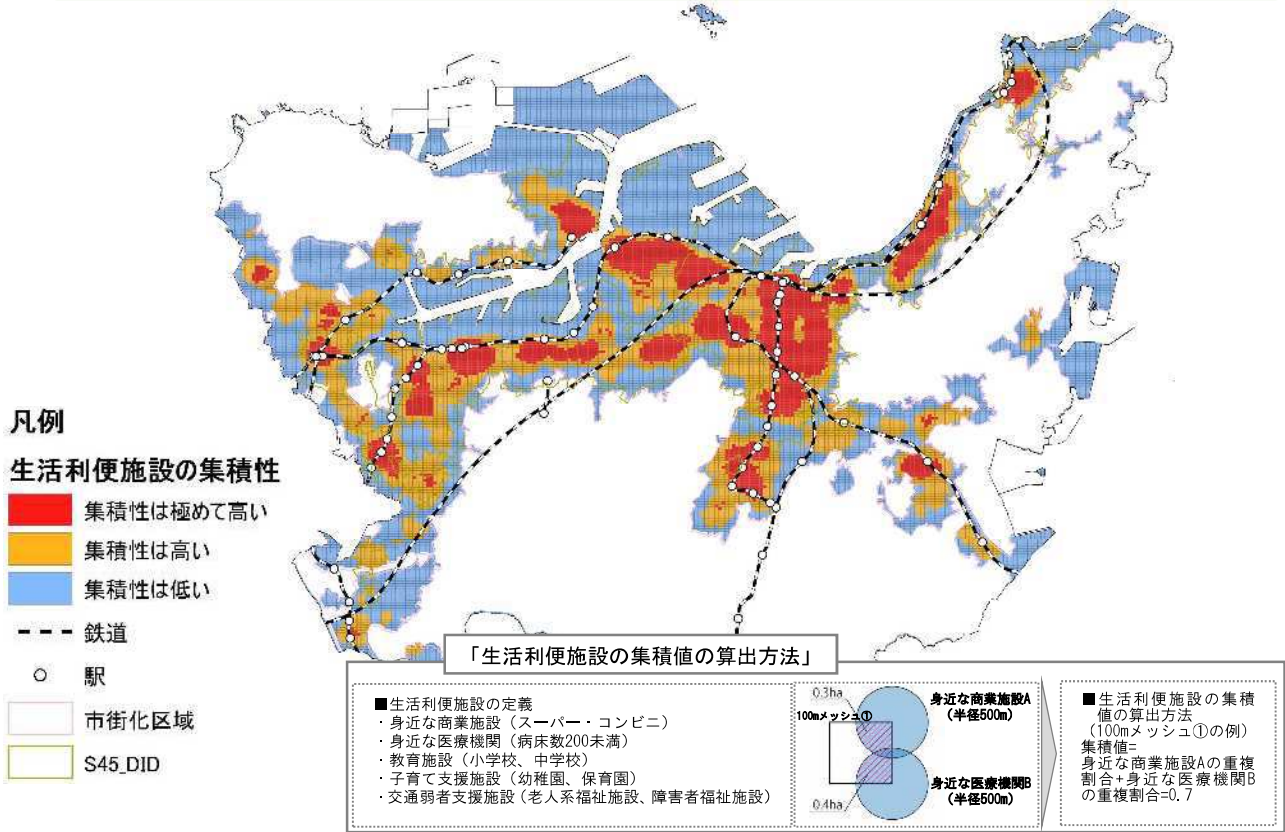 凡例
生活利便施設の集積性
集積性は極めて高い
集積性は高い
集積性は低い
鉄道
駅
市街化区域
S45_DID
「生活利便施設の集積値の算出方法」
■生活利便施設の定義
・身近な商業施設（スーパー・コンビニ）
・身近な医療機関（病床数200未満）
・教育施設（小学校、中学校）
・子育て支援施設（幼稚園、保育園）
・交通弱者支援施設（老人系福祉施設、障害者福祉施設）
0.3ha
100mメッシュ①
0.4ha
身近な商業施設A
（半径500m）
身近な医療機関B
（半径500m）
■生活利便施設の集積
値の算出方法
（100mメッシュ①の例）
集積値=
身近な商業施設Aの重複
割合+身近な医療機関B
の重複割合=0.7